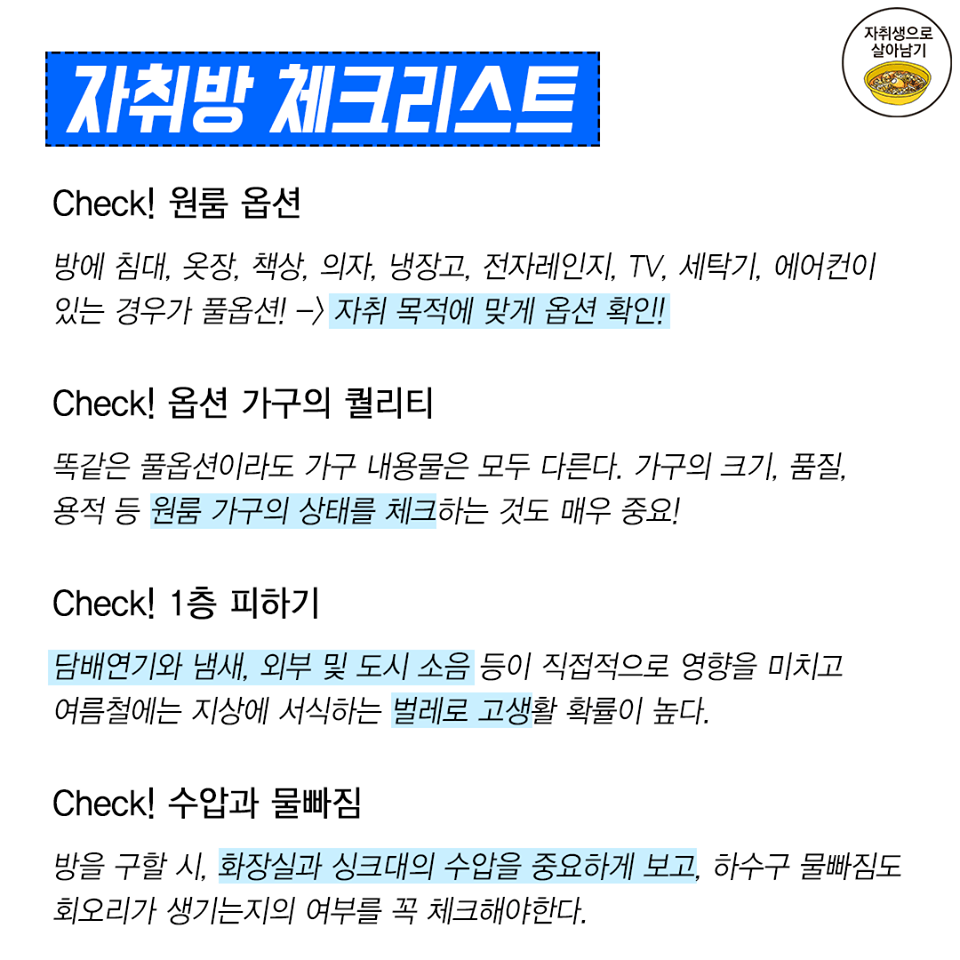 자취생으로
살아남기
자취방 체크리스트
Check! 원룸 옵션
방에 침대, 옷장, 책상, 의자, 냉장고, 전자레인지, TV, 세탁기, 에어컨이
있는 경우가 풀옵션! –> 자취 목적에 맞게 옵션 확인!
Check! 옵션 가구의 퀄리티
똑같은 풀옵션이라도 가구 내용물은 모두 다른다. 가구의 크기, 품질,
용적 등 원룸 가구의 상태를 체크하는 것도 매우 중요!
Check! 1층 피하기
담배연기와 냄새, 외부 및 도시 소음 등이 직접적으로 영향을 미치고
여름철에는 지상에 서식하는 벌레로 고생활 확률이 높다.
Check! 수압과 물빠짐
방을 구할 시, 화장실과 싱크대의 수압을 중요하게 보고, 하수구 물빠짐도
회오리가 생기는지의 여부를 꼭 체크해야한다.